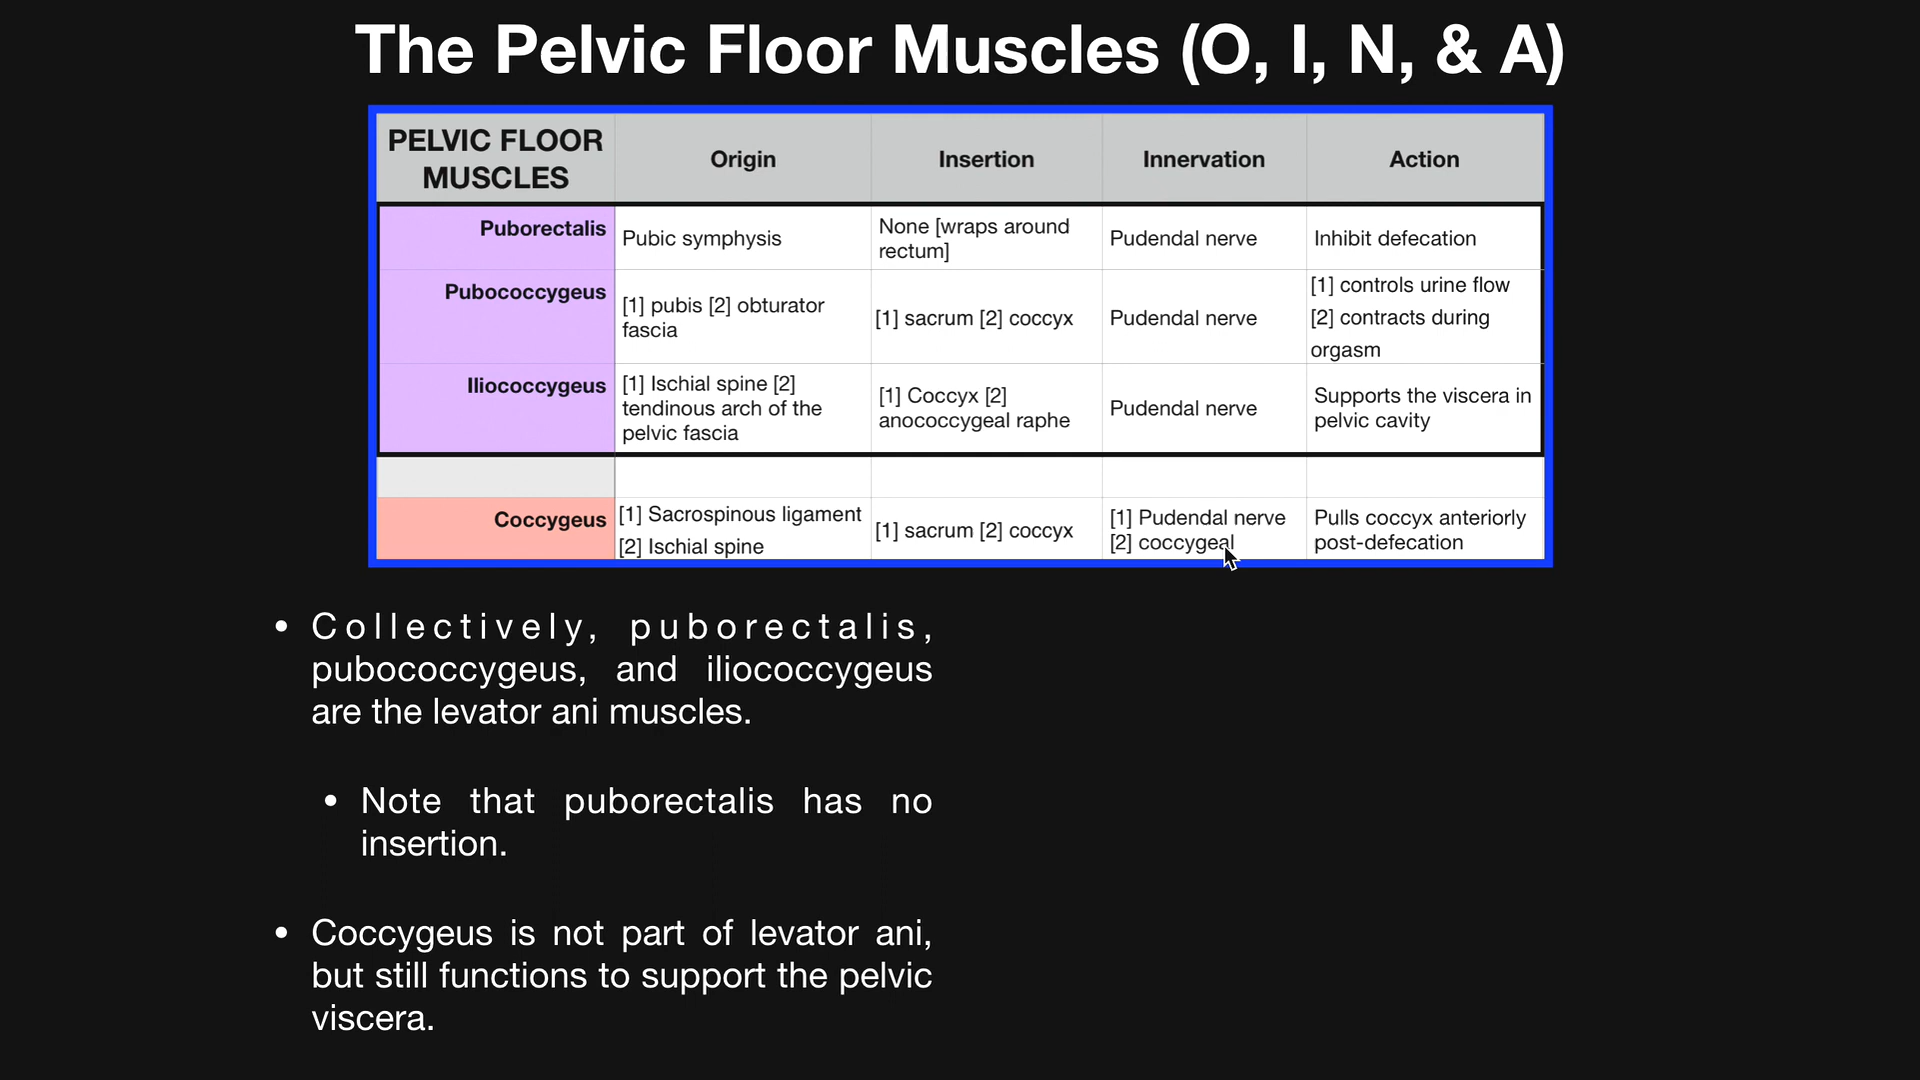 The Pelvic Floor Muscles (O, I, N, & A)
PELVIC FLOOR
MUSCLES
Origin
Insertion
Innervation
Action
Puborectalis
Pubic symphysis
None [wraps around
rectum]
Pudendal nerve
Inhibit defecation
Pubococcygeus
[1] pubis [2] obturator
fascia
[1] sacrum [2] coccyx
Pudendal nerve
[1] controls urine flow
[2] contracts during
orgasm
Iliococcygeus
[1] Ischial spine [2]
tendinous arch of the
pelvic fascia
[1] Coccyx [2]
anococcygeal raphe
Pudendal nerve
Supports the viscera in
pelvic cavity
Coccygeus
[1] Sacrospinous ligament
[2] Ischial spine
[1] sacrum [2] coccyx
[1] Pudendal nerve
[2] coccygeal
Pulls coccyx anteriorly
post-defecation
• Collectively, puborectalis,
pubococcygeus, and iliococcygeus
are the levator ani muscles.
• Note that puborectalis has no
insertion.
• Coccygeus is not part of levator ani,
but still functions to support the pelvic
viscera.